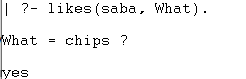 | ?- likes(saba, What).
What = chips ?
yes